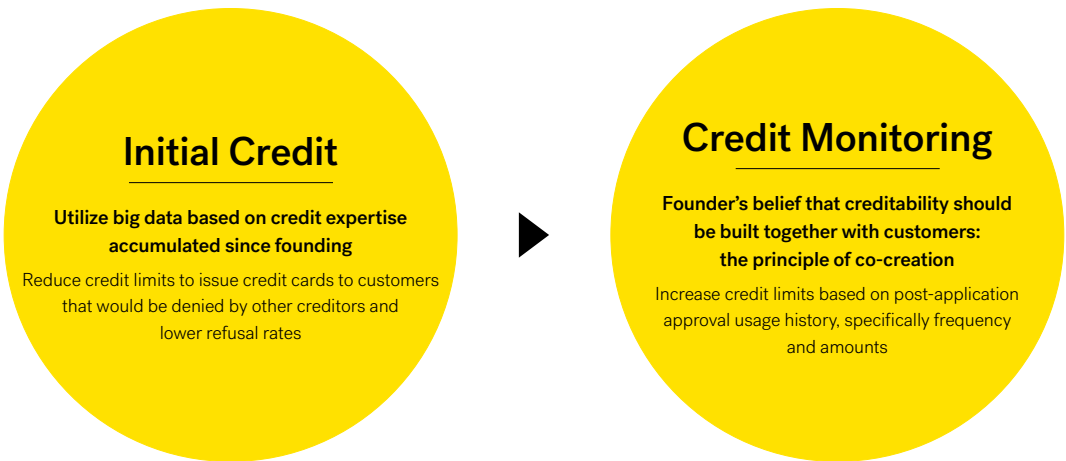 Initial Credit
Utilize big data based on credit expertise
accumulated since founding
Reduce credit limits to issue credit cards to customers
that would be denied by other creditors and
lower refusal rates
Credit Monitoring
Founder’s belief that creditability should
be built together with customers:
the principle of co-creation
Increase credit limits based on post-application
approval usage history, specifically frequency
and amounts